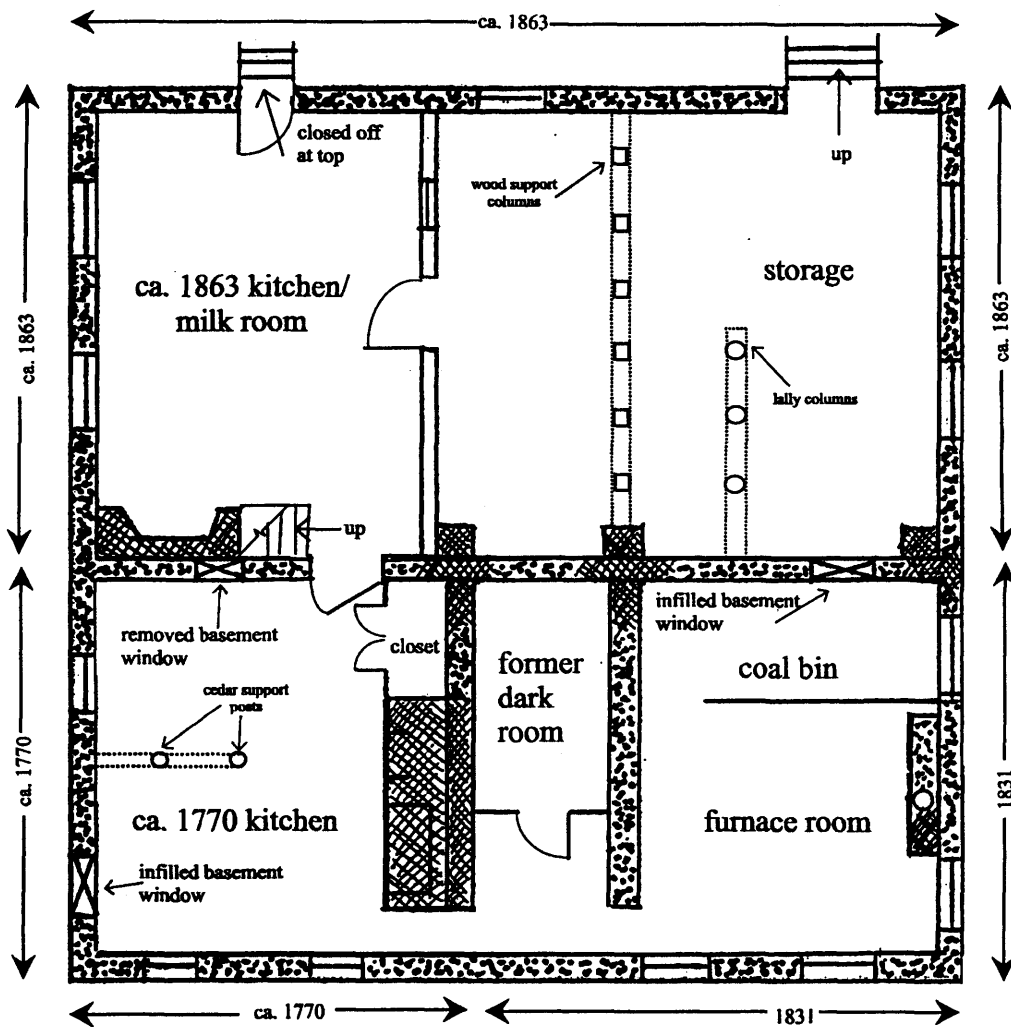 ca. 1863
closed off
at top
up
wood support
columns
ca. 1863
ca. 1863 kitchen/
milk room
storage
ca. 1863
lally columns
up
removed basement
window
closet
infilled basement
window
former
dark
room
coal bin
cedar support
posts
ca. 1770
ca. 1770 kitchen
furnace room
1831
infilled basement
window
ca. 1770
1831